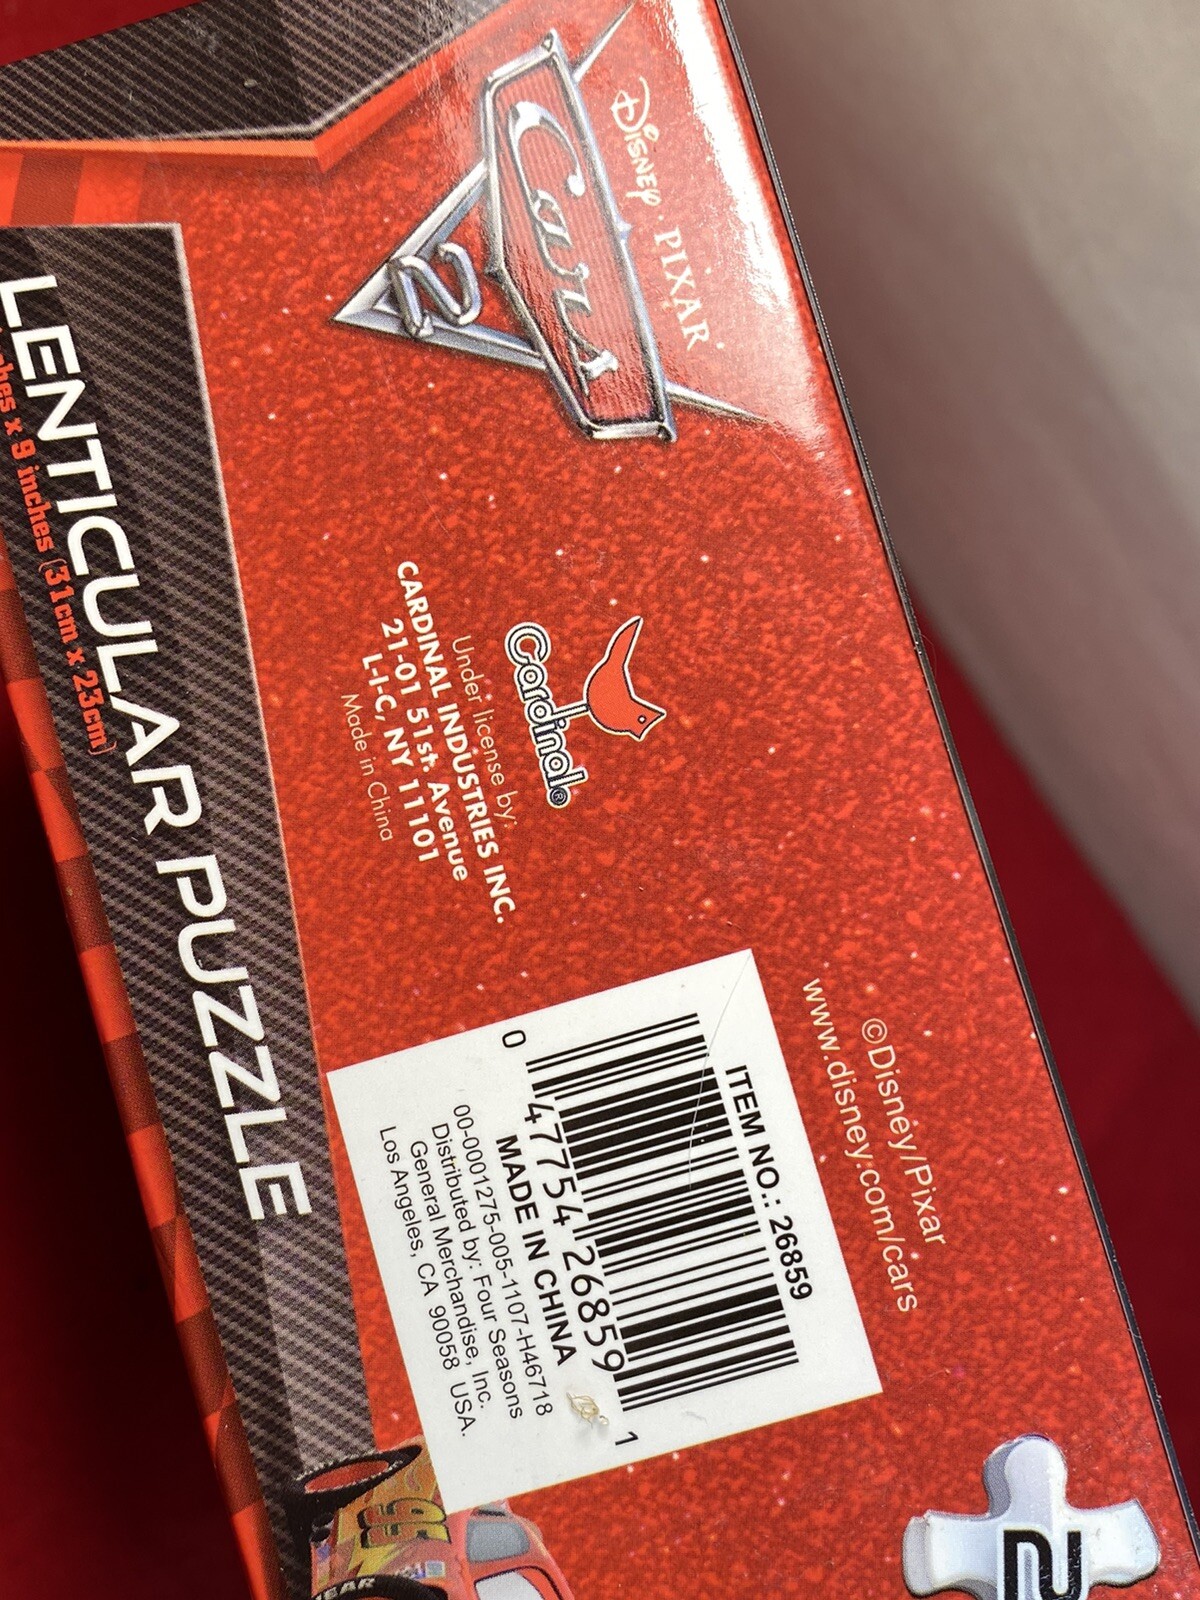 Disney·PIXAR
Cars
2
LENTICULAR PUZZLE
x 9 inches (31cm x 23cm)
Cardinal®
Under license by:
CARDINAL INDUSTRIES INC.
21-01 51st. Avenue
L-I-C, NY 11101
Made in China
©Disney/Pixar
www.disney.com/cars
ITEM NO.: 26859
0 47754 26859 1
MADE IN CHINA
00-0001275-005-1107-H46718
Distributed by: Four Seasons
General Merchandise, Inc.
Los Angeles, CA 90058 USA.
95